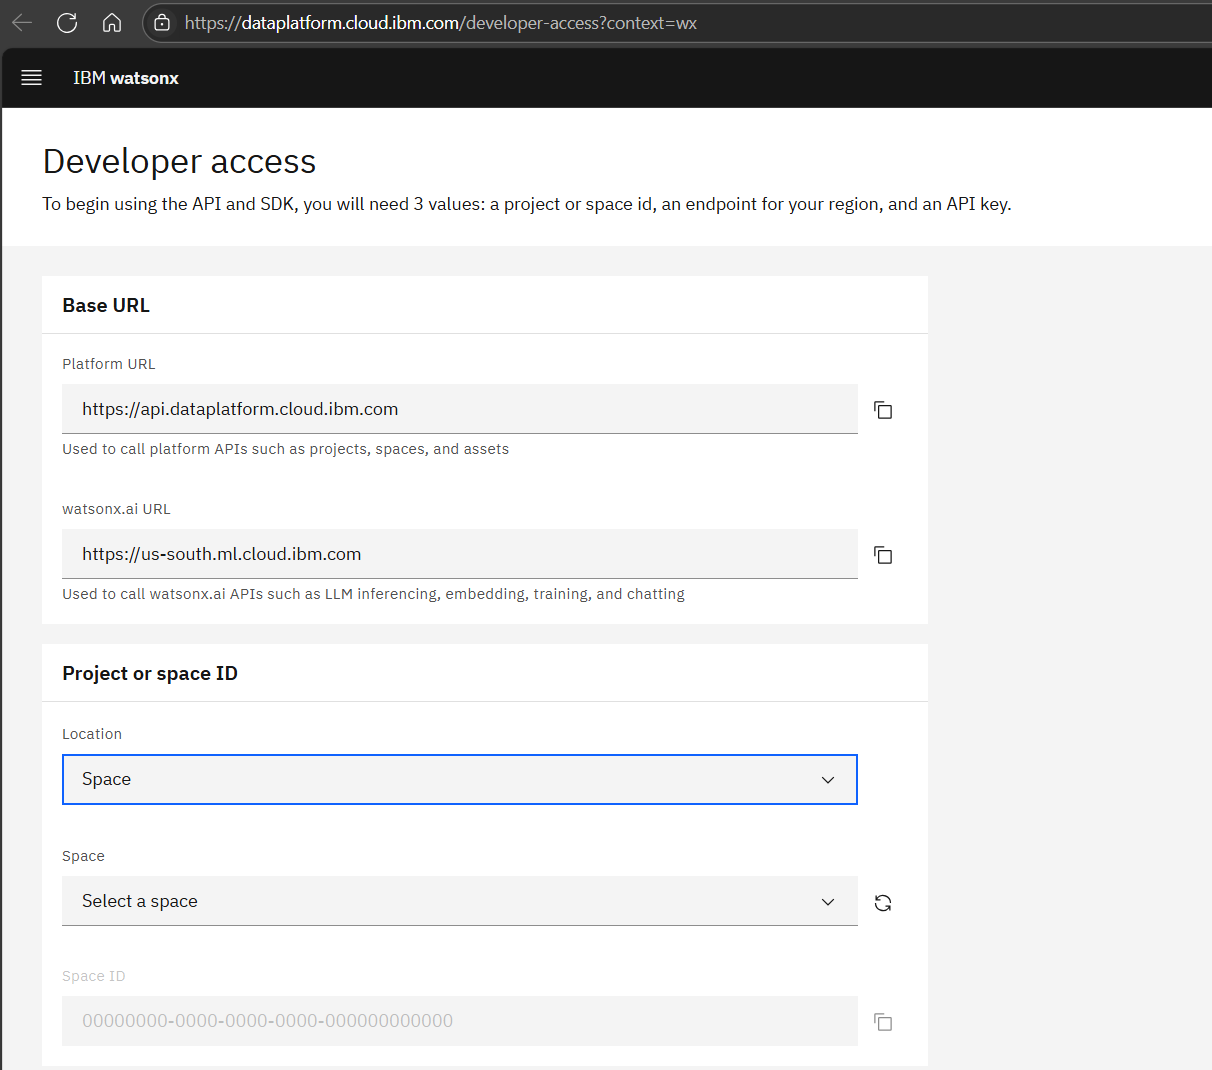 https://dataplatform.cloud.ibm.com/developer-access?context=wx
IBM watsonx
Developer access
To begin using the API and SDK, you will need 3 values: a project or space id, an endpoint for your region, and an API key.
Base URL
Platform URL
https://api.dataplatform.cloud.ibm.com
Used to call platform APIs such as projects, spaces, and assets
watsonx.ai URL
https://us-south.ml.cloud.ibm.com
Used to call watsonx.ai APIs such as LLM inferencing, embedding, training, and chatting
Project or space ID
Location
Space
Space
Select a space
Space ID
00000000-0000-0000-0000-000000000000